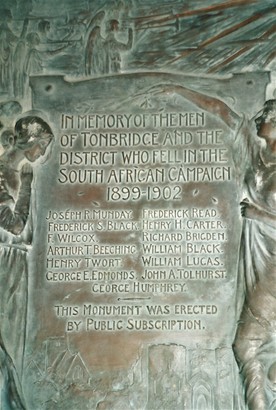 IN MEMORY OF THE MEN
OF TONBRIDGE AND THE
DISTRICT WHO FELL IN THE
SOUTH AFRICAN CAMPAIGN
1899-1902
JOSEPH R. MUNDAY. FREDERICK READ.
FREDERICK S. BLACK. HENRY H. CARTER.
F. WILCOX. RICHARD BRIGDEN.
ARTHUR T. BEECHING. WILLIAM BLACK.
HENRY TWORT. WILLIAM LUCAS.
GEORGE E. EDMONDS. JOHN A. TOLHURST.
GEORGE HUMPHREY.
THIS MONUMENT WAS ERECTED
BY PUBLIC SUBSCRIPTION.